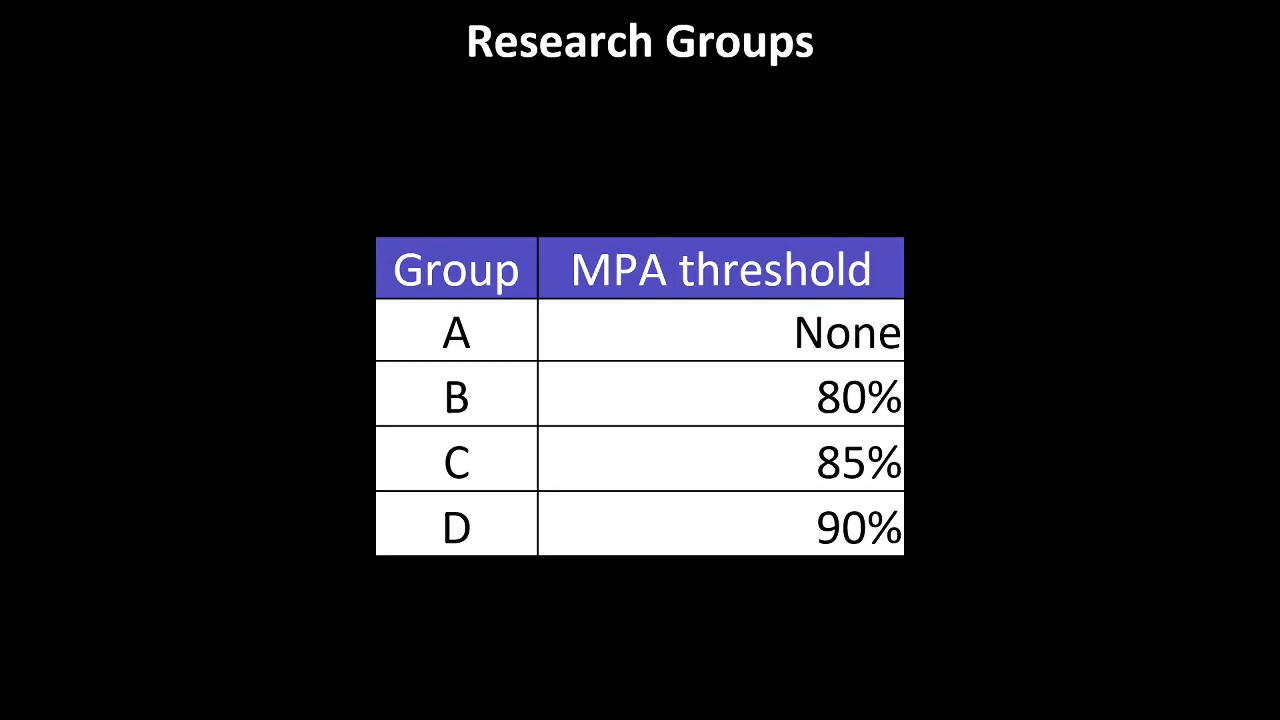 Research Groups
Group MPA threshold
A None
B 80%
C 85%
D 90%